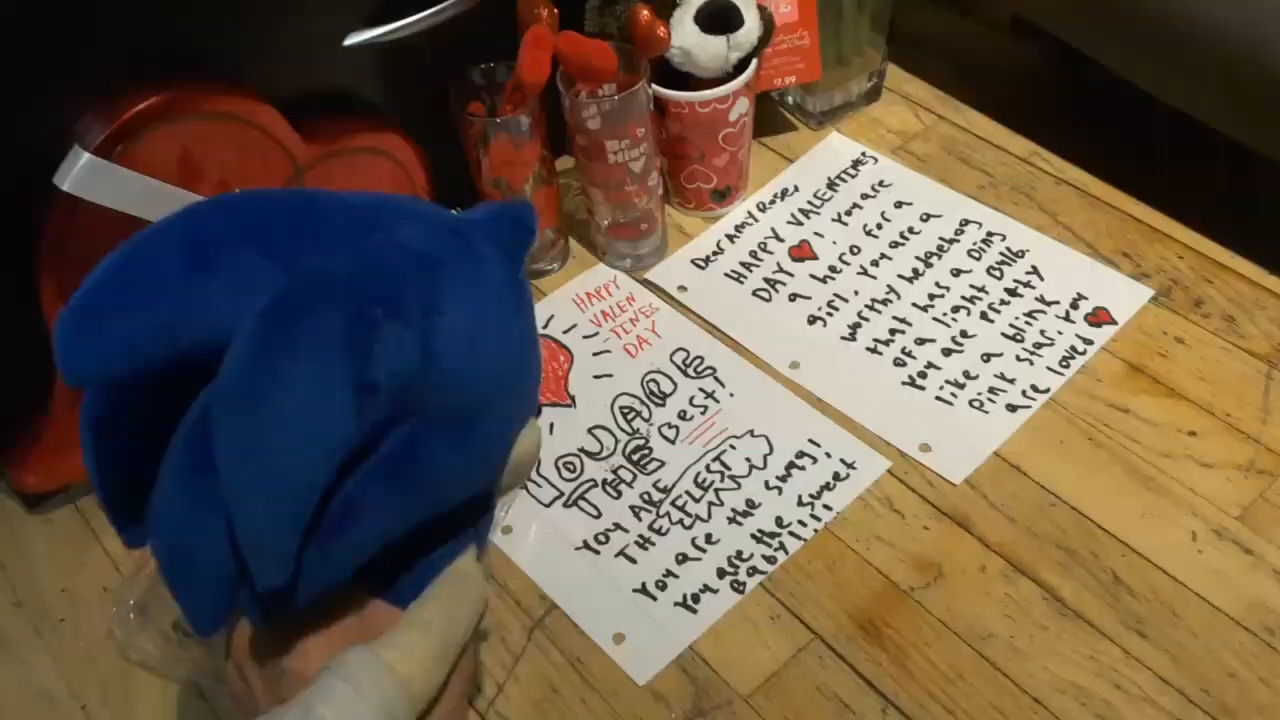 $7.99
Be
Mine
Dear Amy Rose,
HAPPY VALENTINES
DAY ! You are
a hero for a
girl. You are a
worthy hedgehog
that has a Ding
of a light Bulb.
You are pretty
like a blink
pink star. You
are loved
HAPPY
VALEN
TINES
DAY
YOU ARE
THE BEST!
YOU ARE
THE FLEST!
You are the swag!
You are the sweet
Baby!!!!